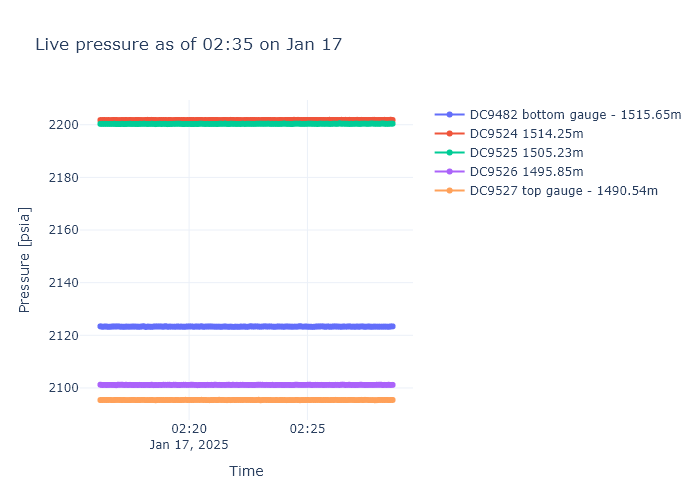 Live pressure as of 02:35 on Jan 17
DC9482 bottom gauge - 1515.65m
DC9524 1514.25m
DC9525 1505.23m
DC9526 1495.85m
DC9527 top gauge - 1490.54m
Pressure [psia]
2200
2180
2160
2140
2120
2100
02:20
Jan 17, 2025
02:25
Time